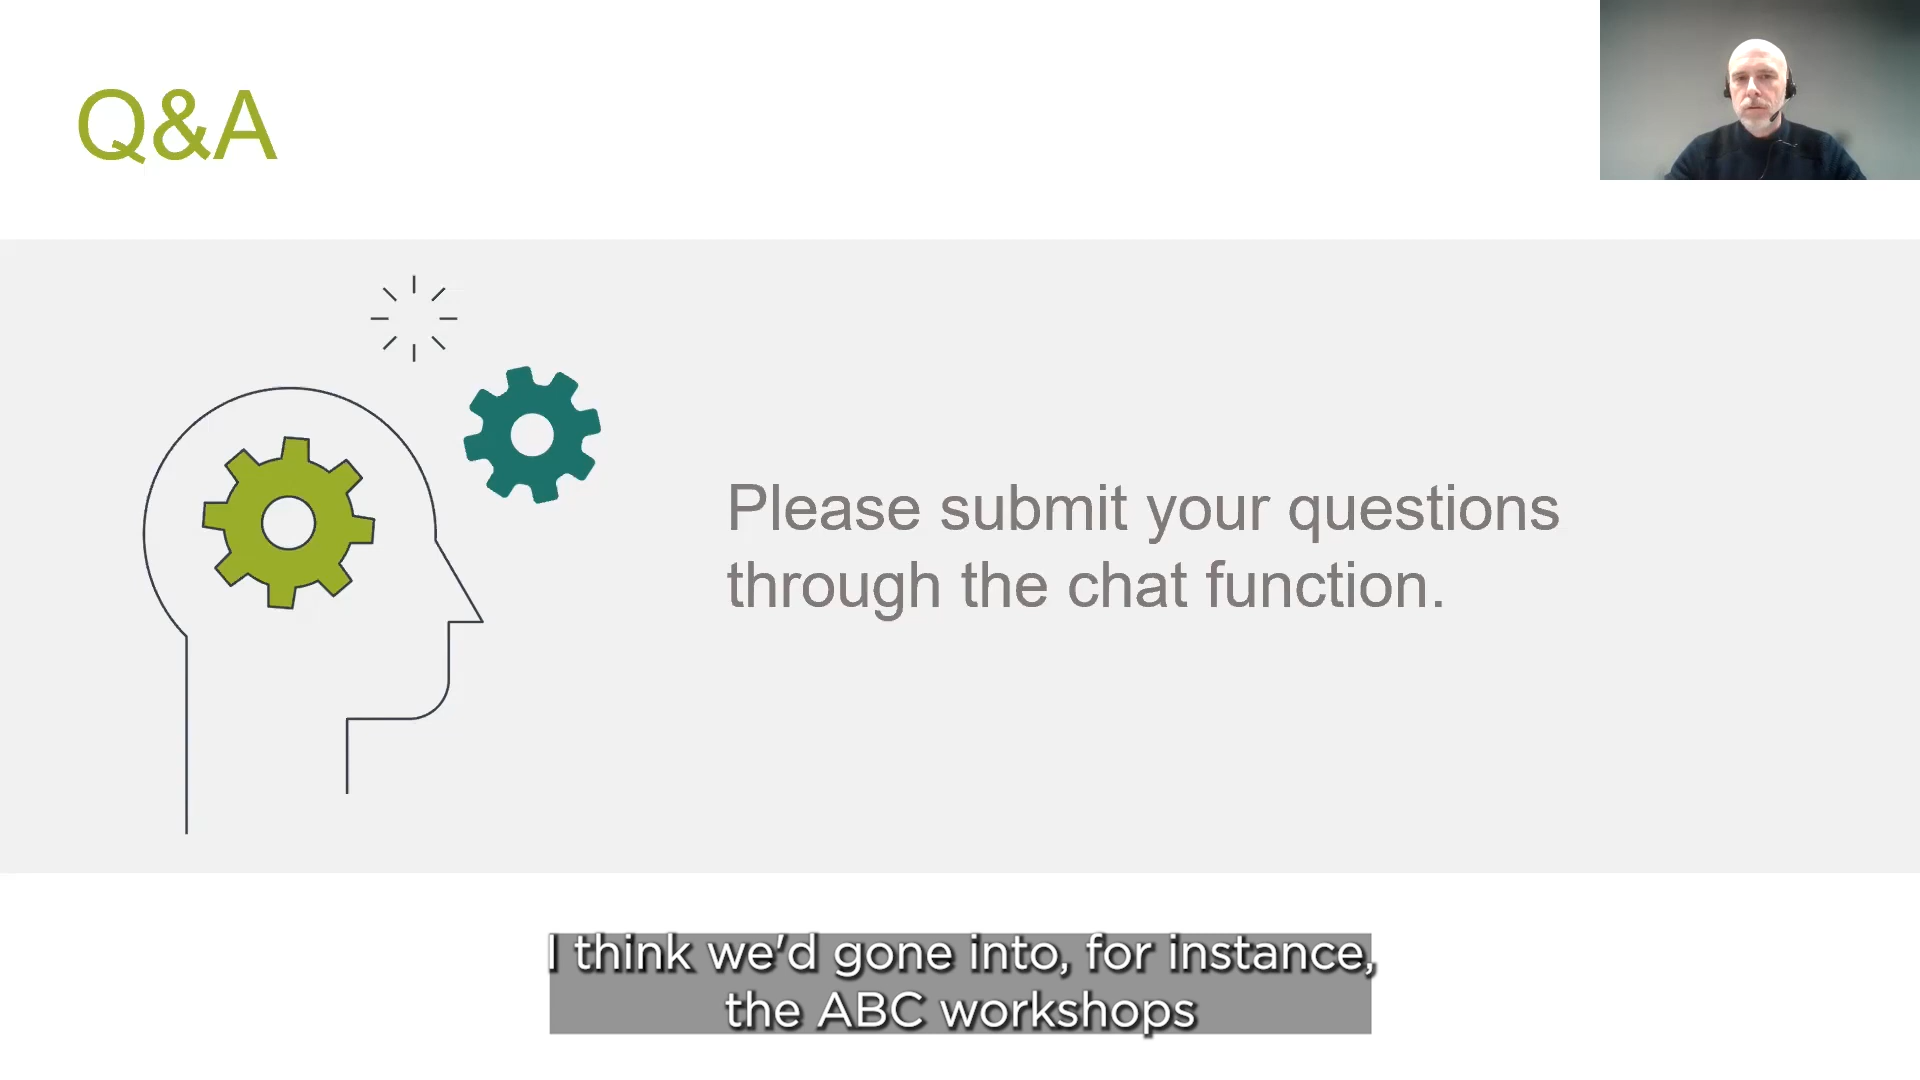 Q&A
Please submit your questions
through the chat function.
I think we'd gone into, for instance,
the ABC workshops